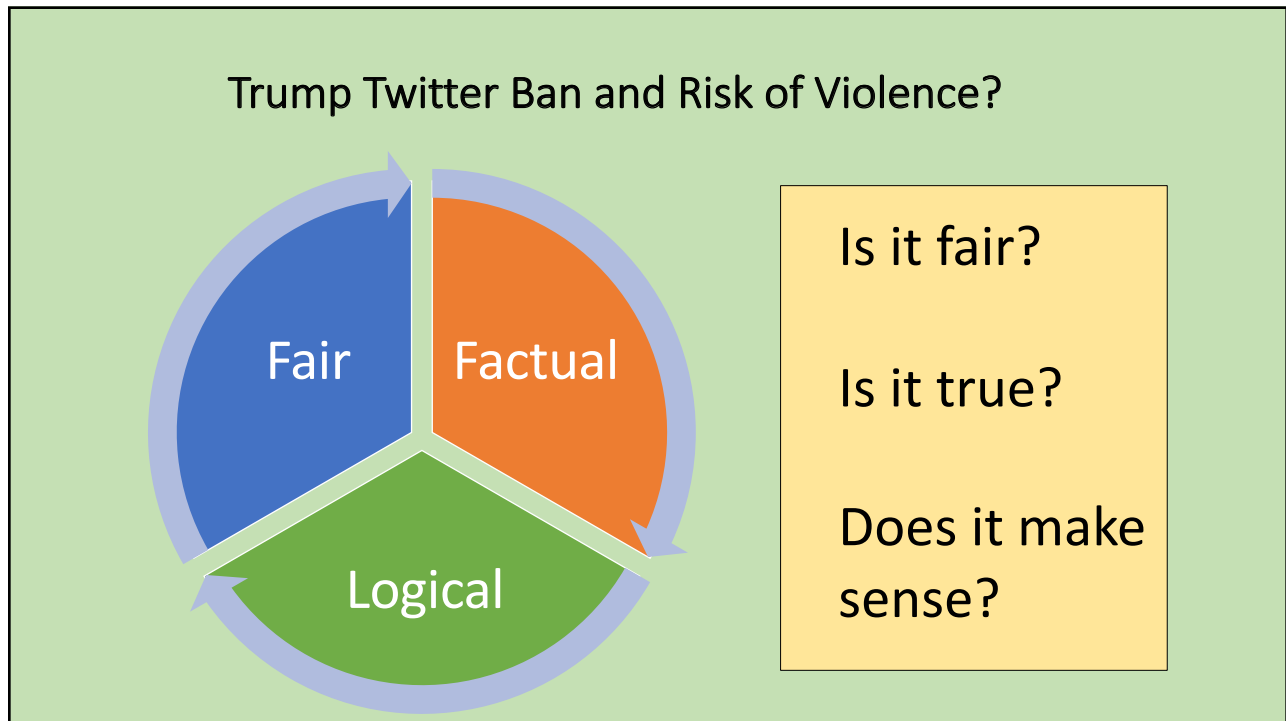 Trump Twitter Ban and Risk of Violence?
Fair
Factual
Logical
Is it fair?
Is it true?
Does it make
sense?